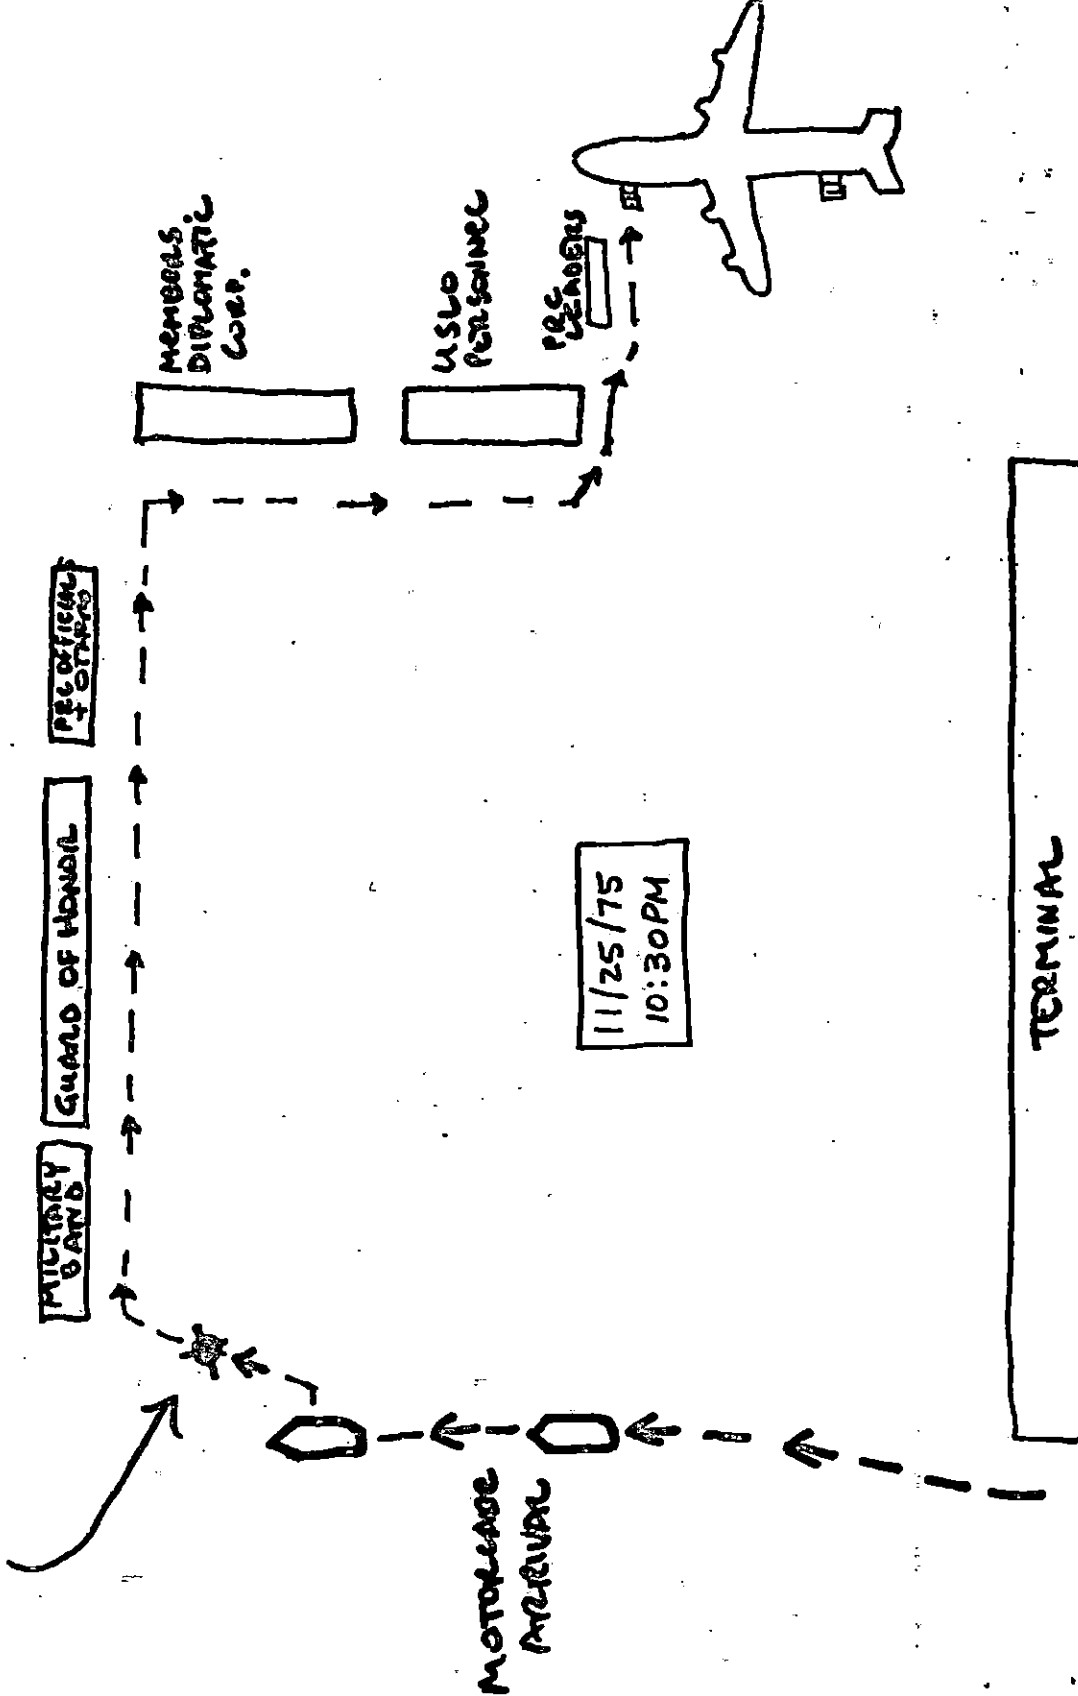 MILITARY
BAND
GUARD OF HONOR
PRC OFFICIALS
+ OTHERS
MEMBERS
DIPLOMATIC
CORP.
USLO
PERSONNEL
PRC
LEADERS
11/25/75
10:30PM
MOTORCADE
ARRIVAL
TERMINAL